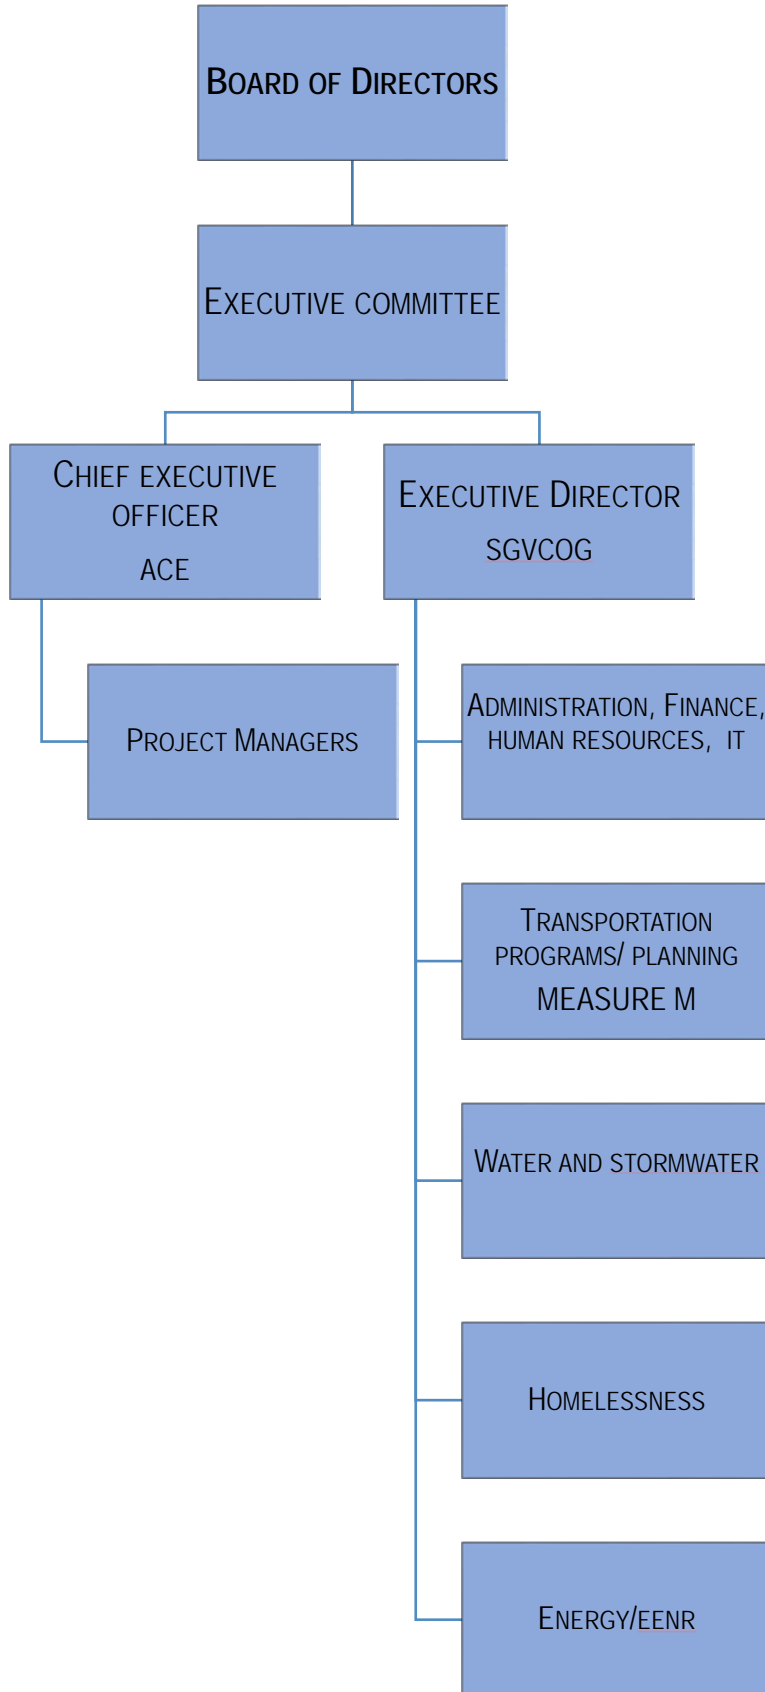 Board of Directors
Executive committee
Chief executive
officer
ACE
Executive Director
SGVCOG
Project Managers
Administration, Finance,
human resources, it
Transportation
programs/ planning
MEASURE M
Water and stormwater
Homelessness
Energy/eenr